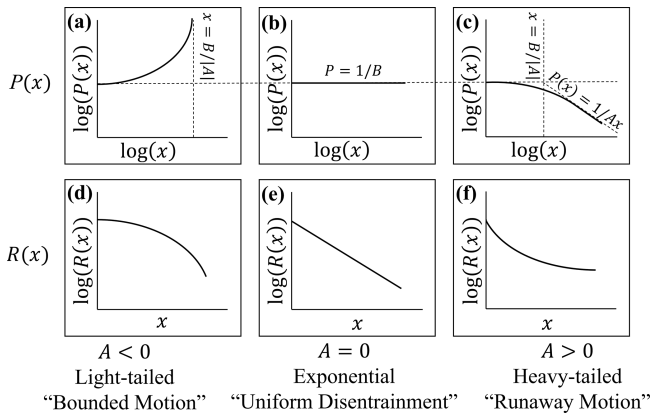 (a)
log(P(x))
x = B/|A|
log(x)
(b)
log(P(x))
P = 1/B
log(x)
(c)
log(P(x))
x = B/|A|
P(x) = 1/Ax
log(x)
P(x)
(d)
log(R(x))
x
(e)
log(R(x))
x
(f)
log(R(x))
x
R(x)
A < 0
A = 0
A > 0
Light-tailed
Exponential
Heavy-tailed
“Bounded Motion”
“Uniform Disentrainment”
“Runaway Motion”